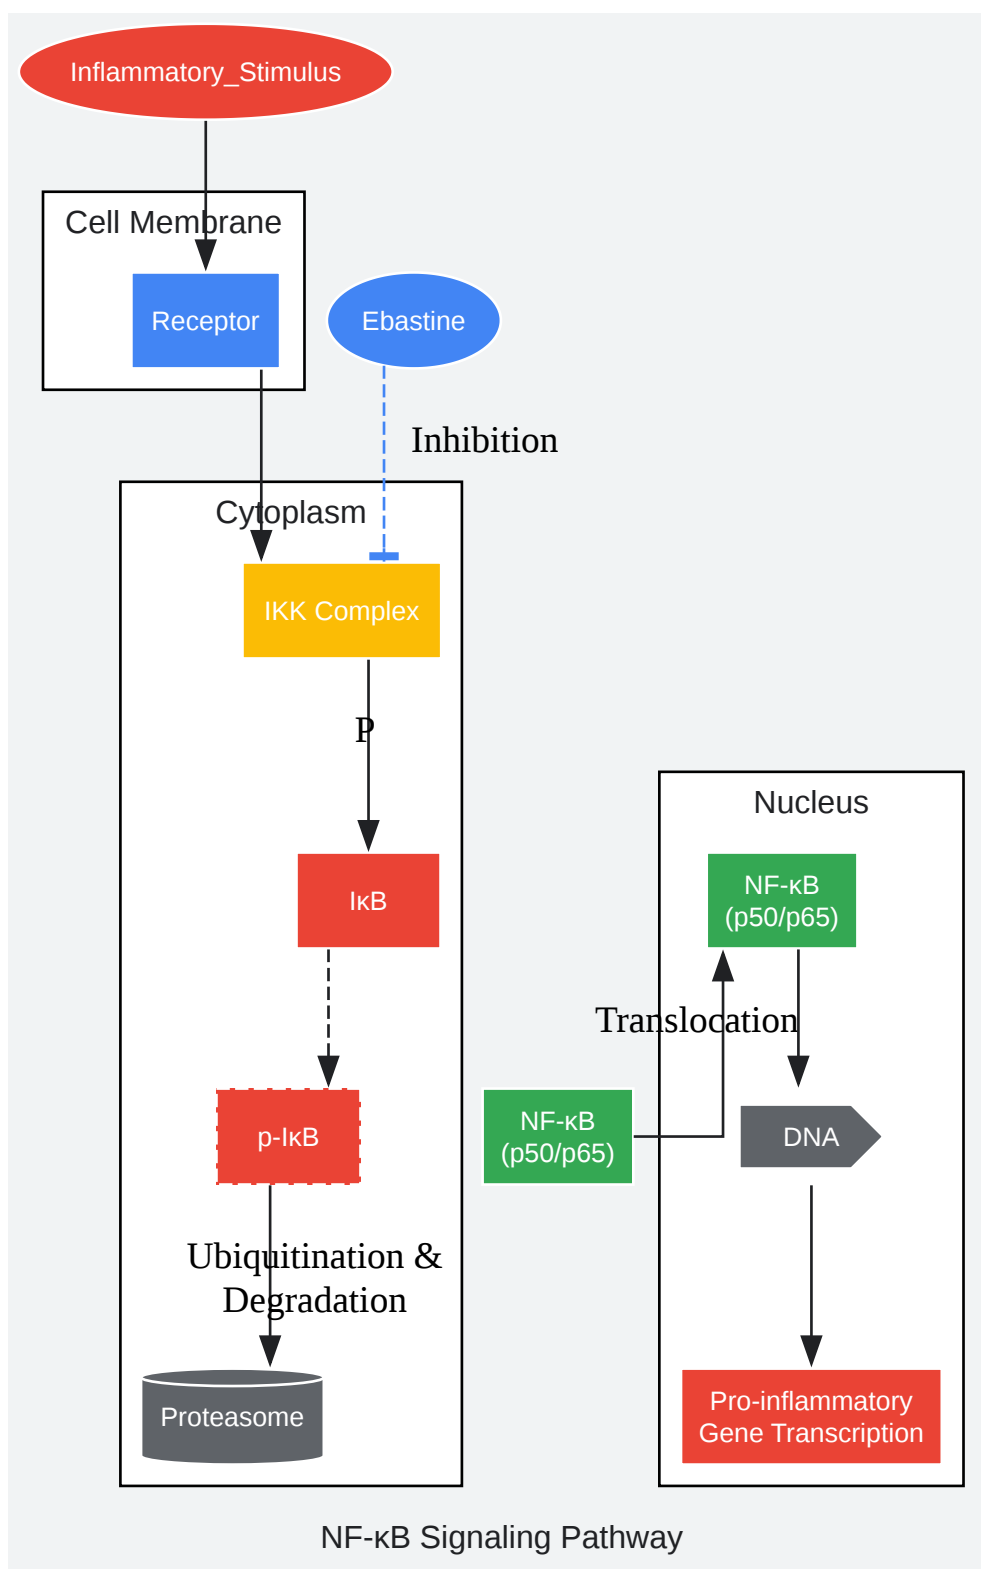 Inflammatory_Stimulus
Cell Membrane
Receptor
Ebastine
Inhibition
Cytoplasm
IKK Complex
P
IκB
p-IκB
Ubiquitination &
Degradation
Proteasome
Nucleus
NF-κB
(p50/p65)
Translocation
NF-κB
(p50/p65)
DNA
Pro-inflammatory
Gene Transcription
NF-κB Signaling Pathway